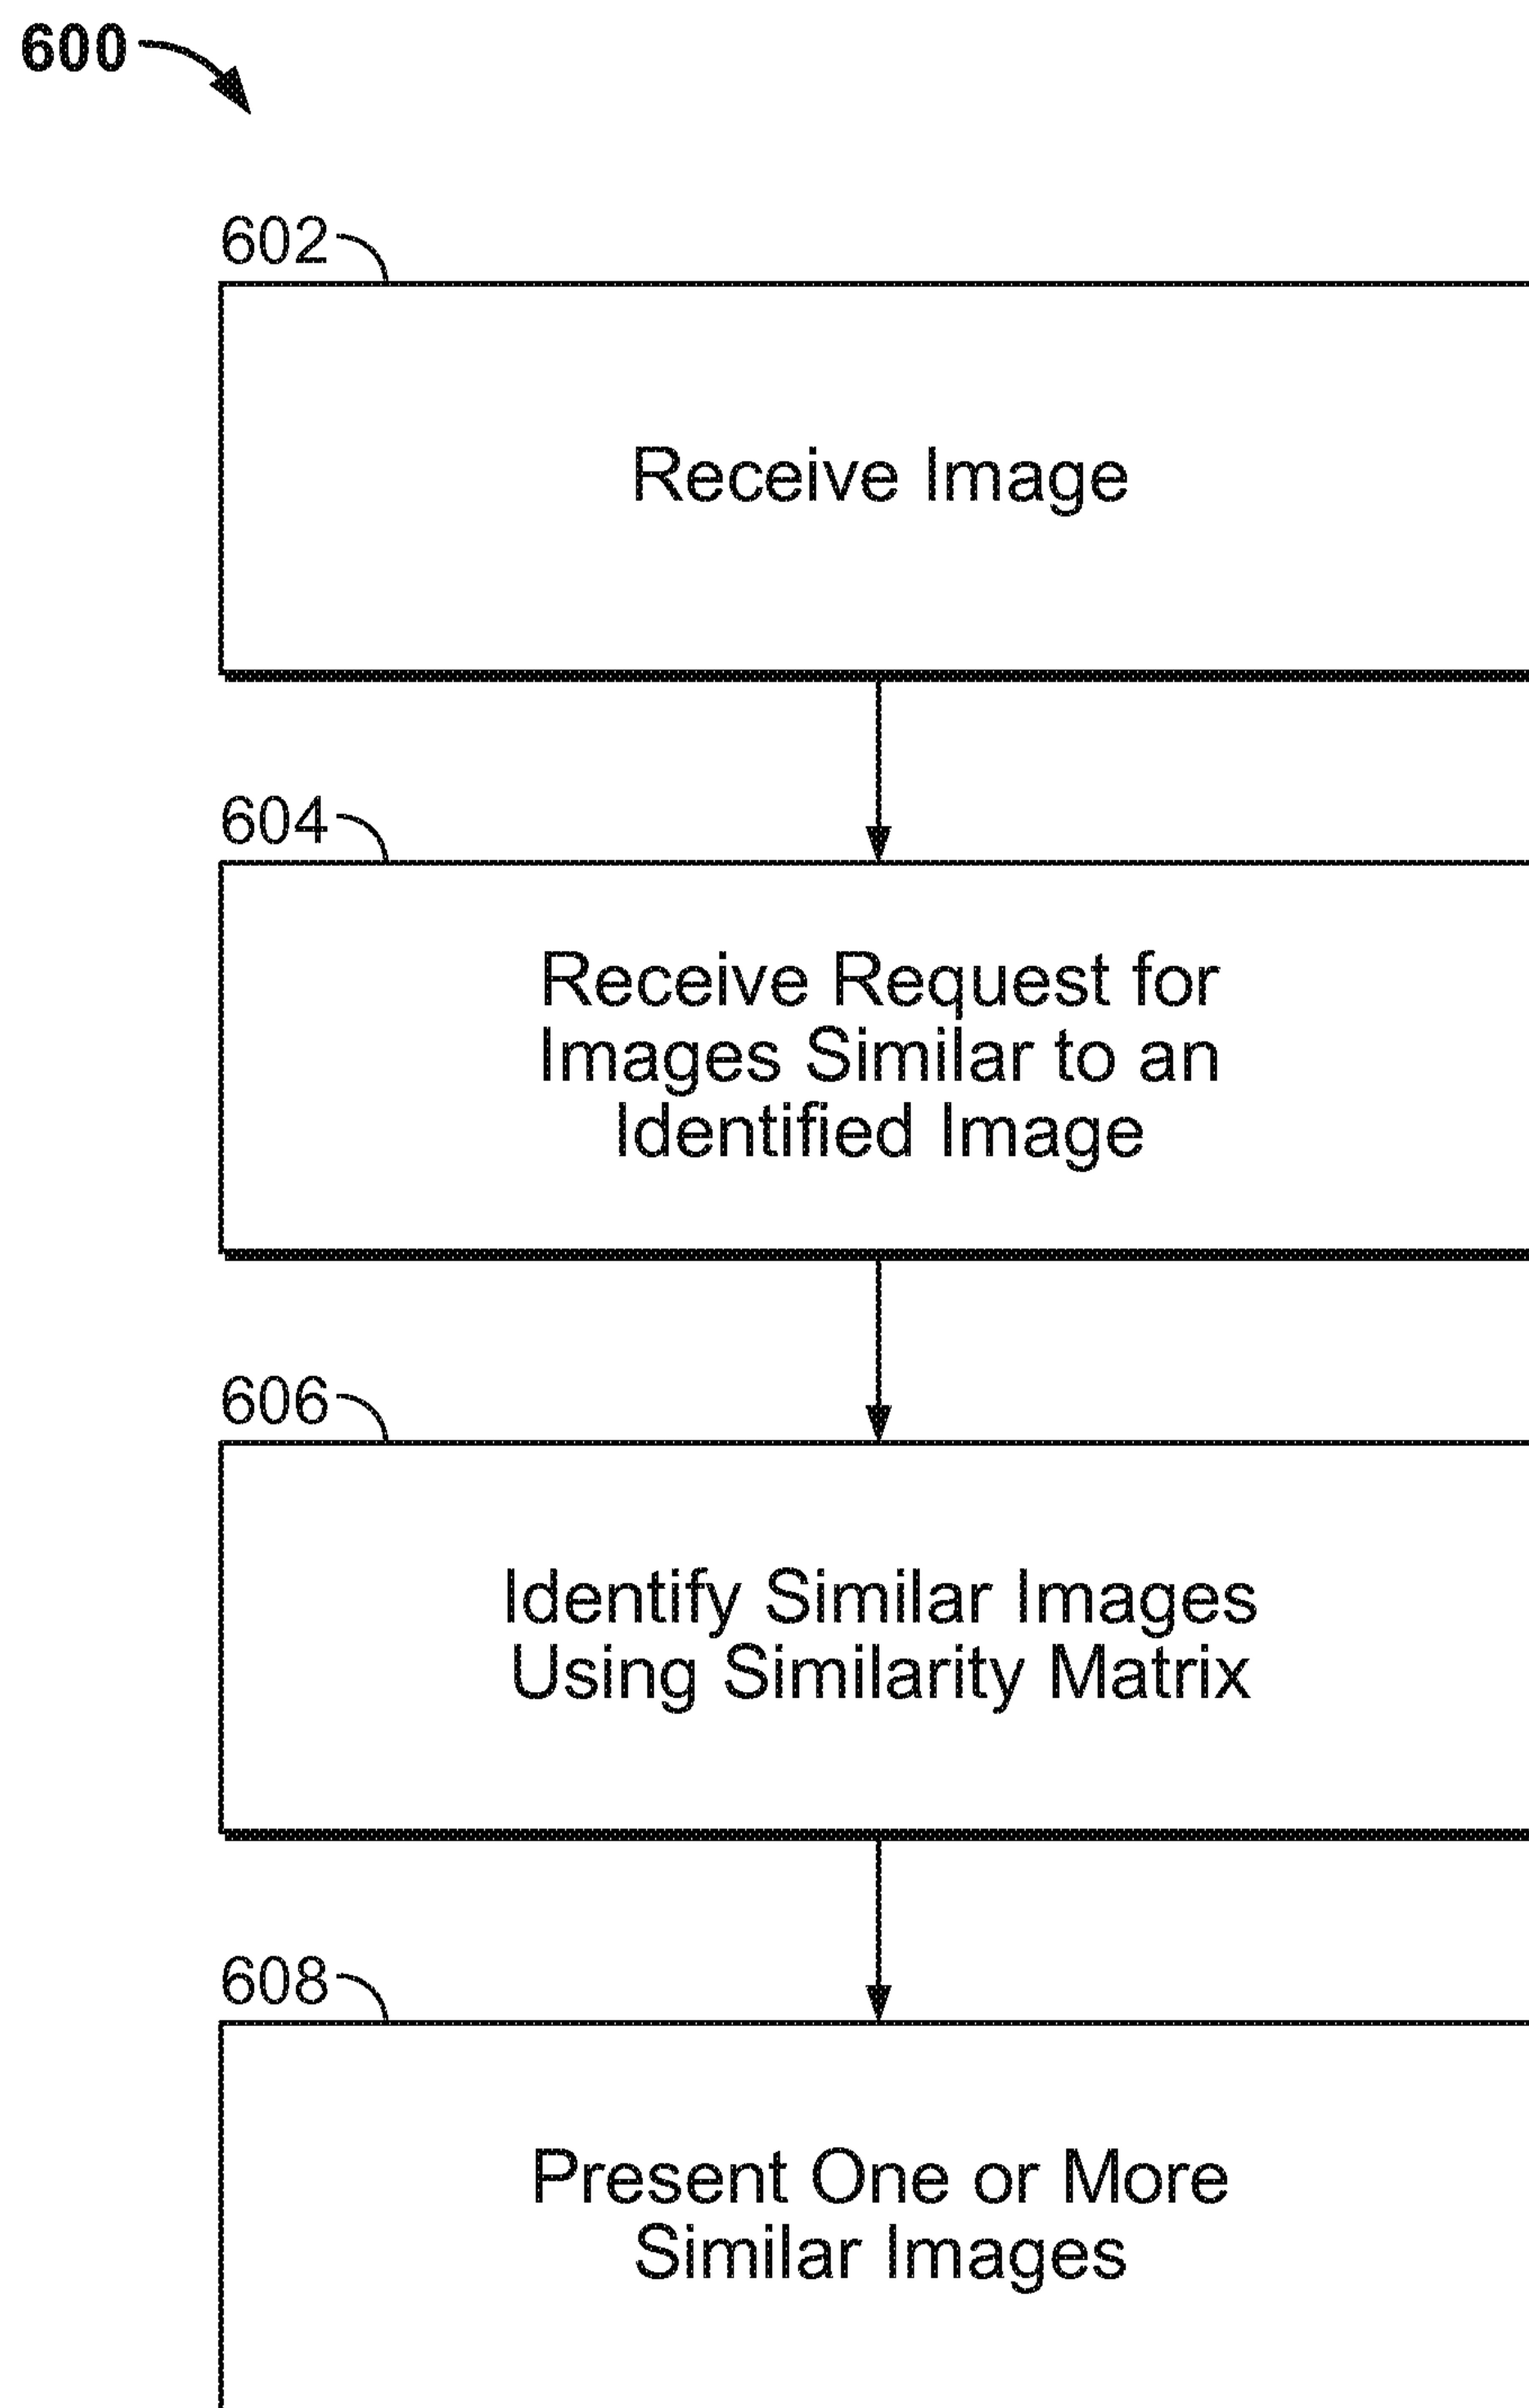 600
602
Receive Image
604
Receive Request for
Images Similar to an
Identified Image
606
Identify Similar Images
Using Similarity Matrix
608
Present One or More
Similar Images